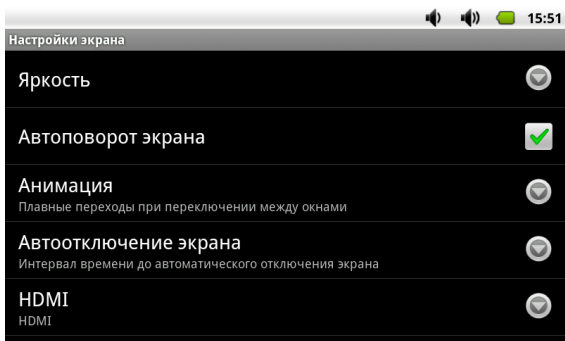 15:51
Настройки экрана
Яркость
Автоповорот экрана
Анимация
Плавные переходы при переключении между окнами
Автоотключение экрана
Интервал времени до автоматического отключения экрана
HDMI
HDMI